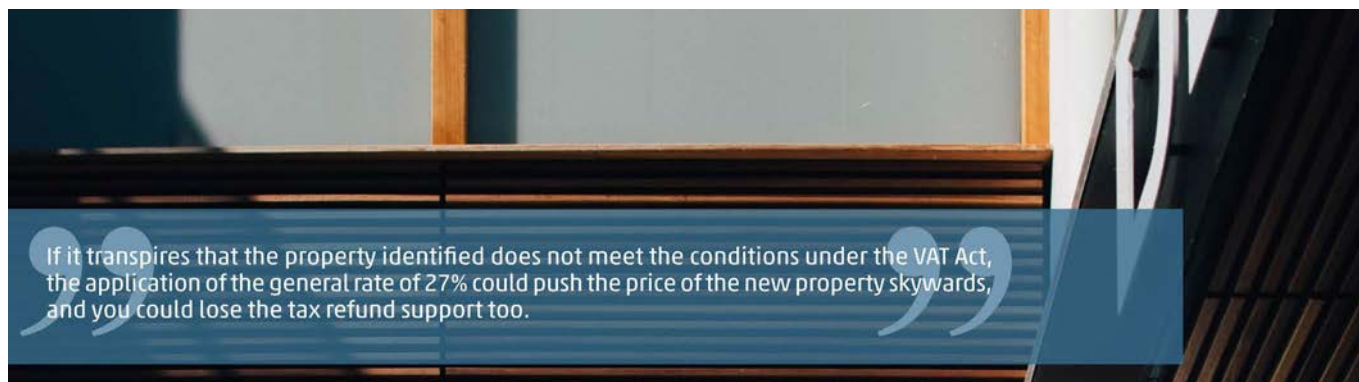 If it transpires that the property identified does not meet the conditions under the VAT Act,
the application of the general rate of 27% could push the price of the new property skywards,
and you could lose the tax refund support too.